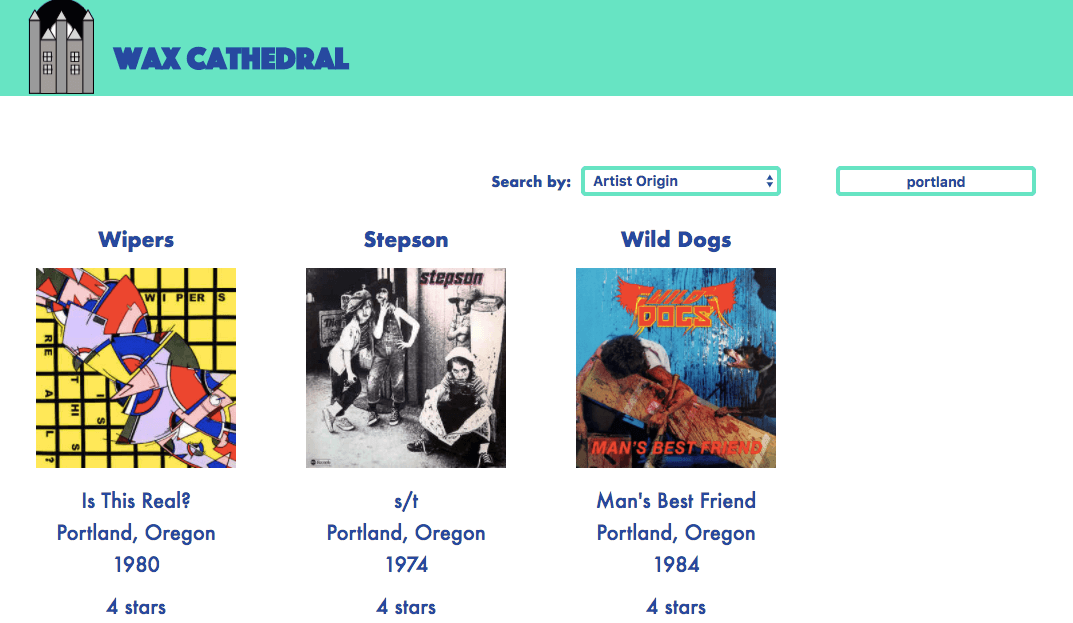 WAX CATHEDRAL
Search by: Artist Origin portland
Wipers
WIPERS
IS THIS REAL?
Is This Real?
Portland, Oregon
1980
4 stars
Stepson
stepson
s/t
Portland, Oregon
1974
4 stars
Wild Dogs
WILD DOGS
MAN'S BEST FRIEND
Man's Best Friend
Portland, Oregon
1984
4 stars